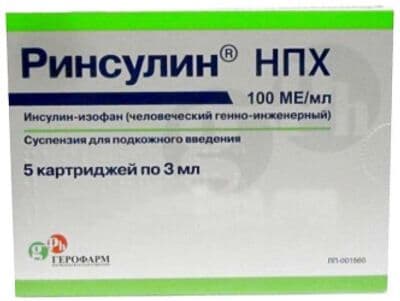 Ринсулин® НПХ
100 МЕ/мл
Инсулин-изофан (человеческий генно-инженерный)
Суспензия для подкожного введения
5 картриджей по 3 мл
ГЕРОФАРМ
ЛП-001560